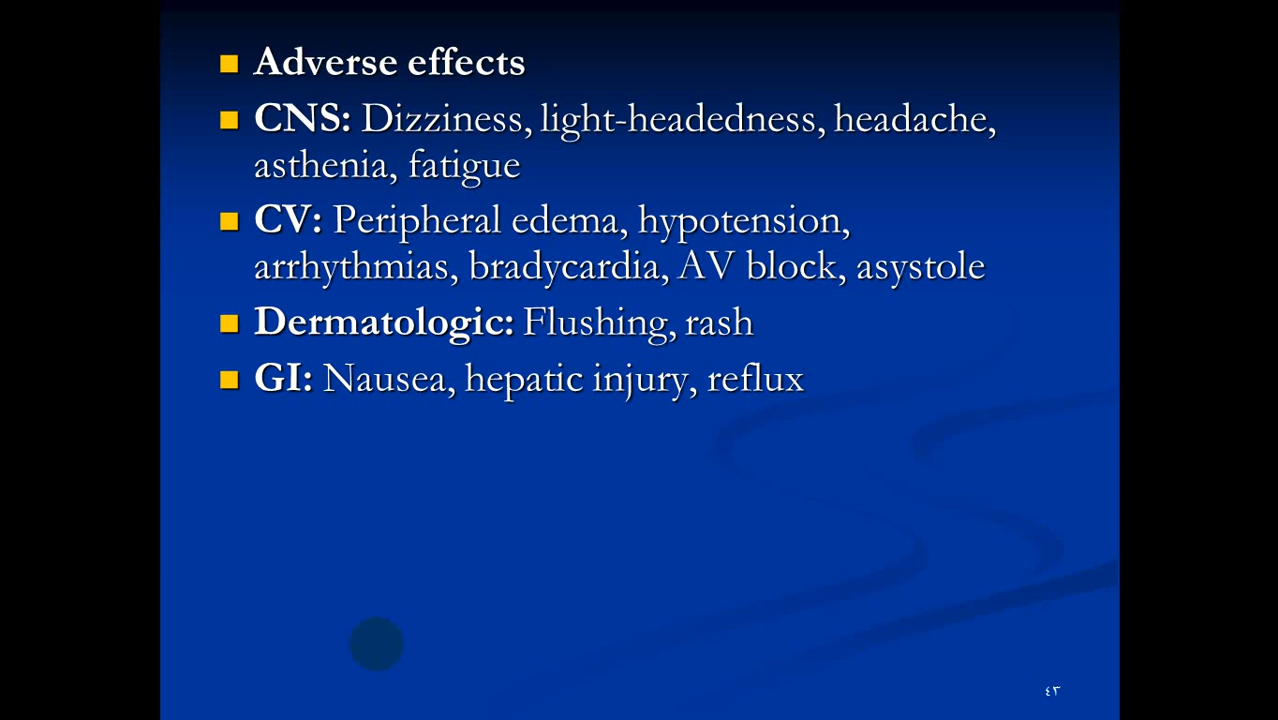 Adverse effects
CNS: Dizziness, light-headedness, headache,
asthenia, fatigue
CV: Peripheral edema, hypotension,
arrhythmias, bradycardia, AV block, asystole
Dermatologic: Flushing, rash
GI: Nausea, hepatic injury, reflux
٤٣